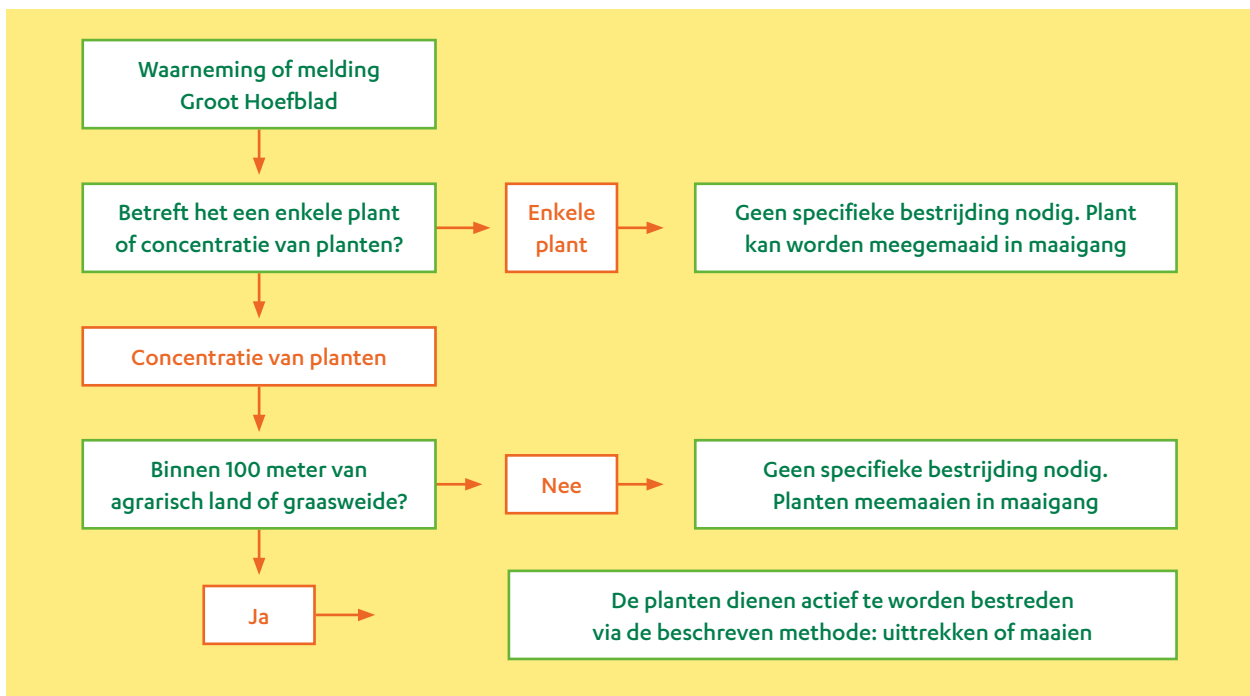 Waarneming of melding
Groot Hoefblad
Betreft het een enkele plant
of concentratie van planten?
Enkele
plant
Geen specifieke bestrijding nodig. Plant
kan worden meegemaaid in maaigang
Concentratie van planten
Binnen 100 meter van
agrarisch land of graasweide?
Nee
Geen specifieke bestrijding nodig.
Planten meemaaien in maaigang
Ja
De planten dienen actief te worden bestreden
via de beschreven methode: uittrekken of maaien